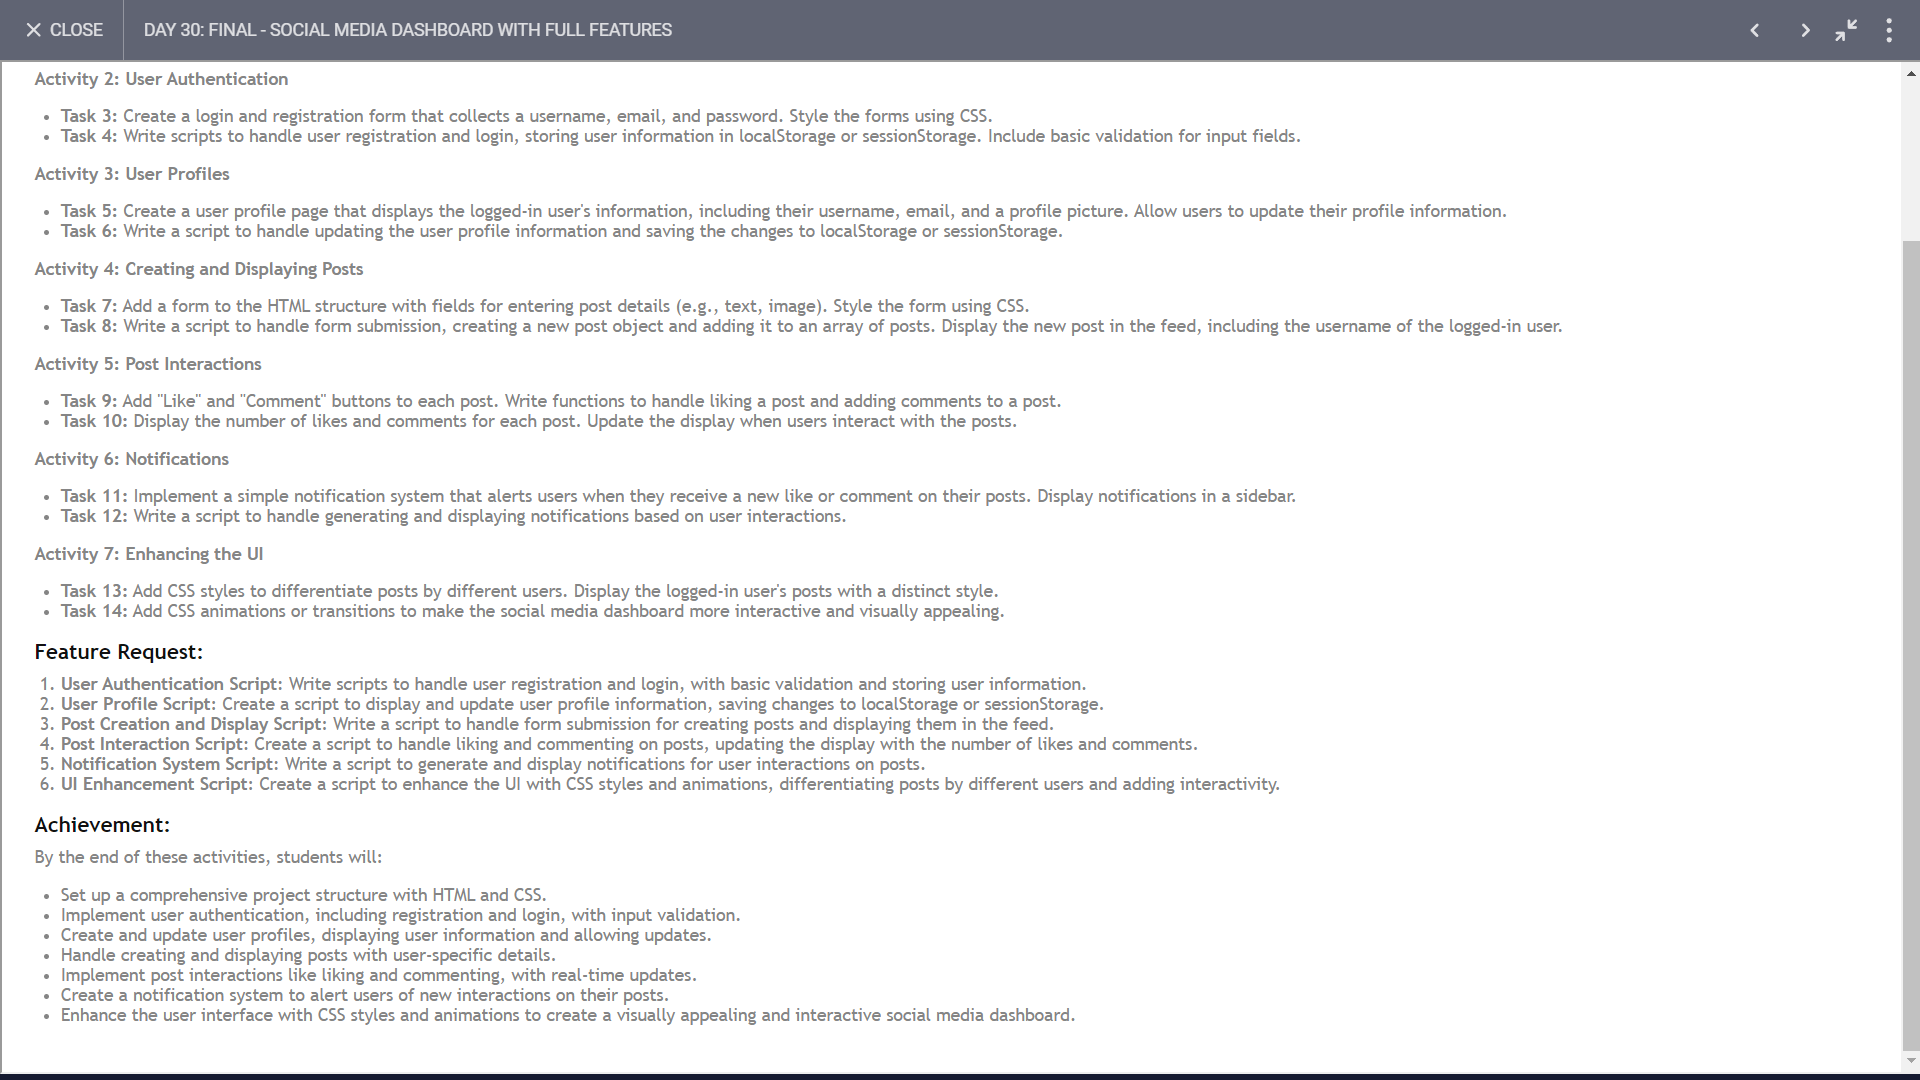 CLOSE
DAY 30: FINAL - SOCIAL MEDIA DASHBOARD WITH FULL FEATURES
Activity 2: User Authentication
• Task 3: Create a login and registration form that collects a username, email, and password. Style the forms using CSS.
• Task 4: Write scripts to handle user registration and login, storing user information in localStorage or sessionStorage. Include basic validation for input fields.
Activity 3: User Profiles
• Task 5: Create a user profile page that displays the logged-in user's information, including their username, email, and a profile picture. Allow users to update their profile information.
• Task 6: Write a script to handle updating the user profile information and saving the changes to localStorage or sessionStorage.
Activity 4: Creating and Displaying Posts
• Task 7: Add a form to the HTML structure with fields for entering post details (e.g., text, image). Style the form using CSS.
• Task 8: Write a script to handle form submission, creating a new post object and adding it to an array of posts. Display the new post in the feed, including the username of the logged-in user.
Activity 5: Post Interactions
• Task 9: Add "Like" and "Comment" buttons to each post. Write functions to handle liking a post and adding comments to a post.
• Task 10: Display the number of likes and comments for each post. Update the display when users interact with the posts.
Activity 6: Notifications
• Task 11: Implement a simple notification system that alerts users when they receive a new like or comment on their posts. Display notifications in a sidebar.
• Task 12: Write a script to handle generating and displaying notifications based on user interactions.
Activity 7: Enhancing the UI
• Task 13: Add CSS styles to differentiate posts by different users. Display the logged-in user's posts with a distinct style.
• Task 14: Add CSS animations or transitions to make the social media dashboard more interactive and visually appealing.
Feature Request:
1. User Authentication Script: Write scripts to handle user registration and login, with basic validation and storing user information.
2. User Profile Script: Create a script to display and update user profile information, saving changes to localStorage or sessionStorage.
3. Post Creation and Display Script: Write a script to handle form submission for creating posts and displaying them in the feed.
4. Post Interaction Script: Create a script to handle liking and commenting on posts, updating the display with the number of likes and comments.
5. Notification System Script: Write a script to generate and display notifications for user interactions on posts.
6. UI Enhancement Script: Create a script to enhance the UI with CSS styles and animations, differentiating posts by different users and adding interactivity.
Achievement:
By the end of these activities, students will:
• Set up a comprehensive project structure with HTML and CSS.
• Implement user authentication, including registration and login, with input validation.
• Create and update user profiles, displaying user information and allowing updates.
• Handle creating and displaying posts with user-specific details.
• Implement post interactions like liking and commenting, with real-time updates.
• Create a notification system to alert users of new interactions on their posts.
• Enhance the user interface with CSS styles and animations to create a visually appealing and interactive social media dashboard.